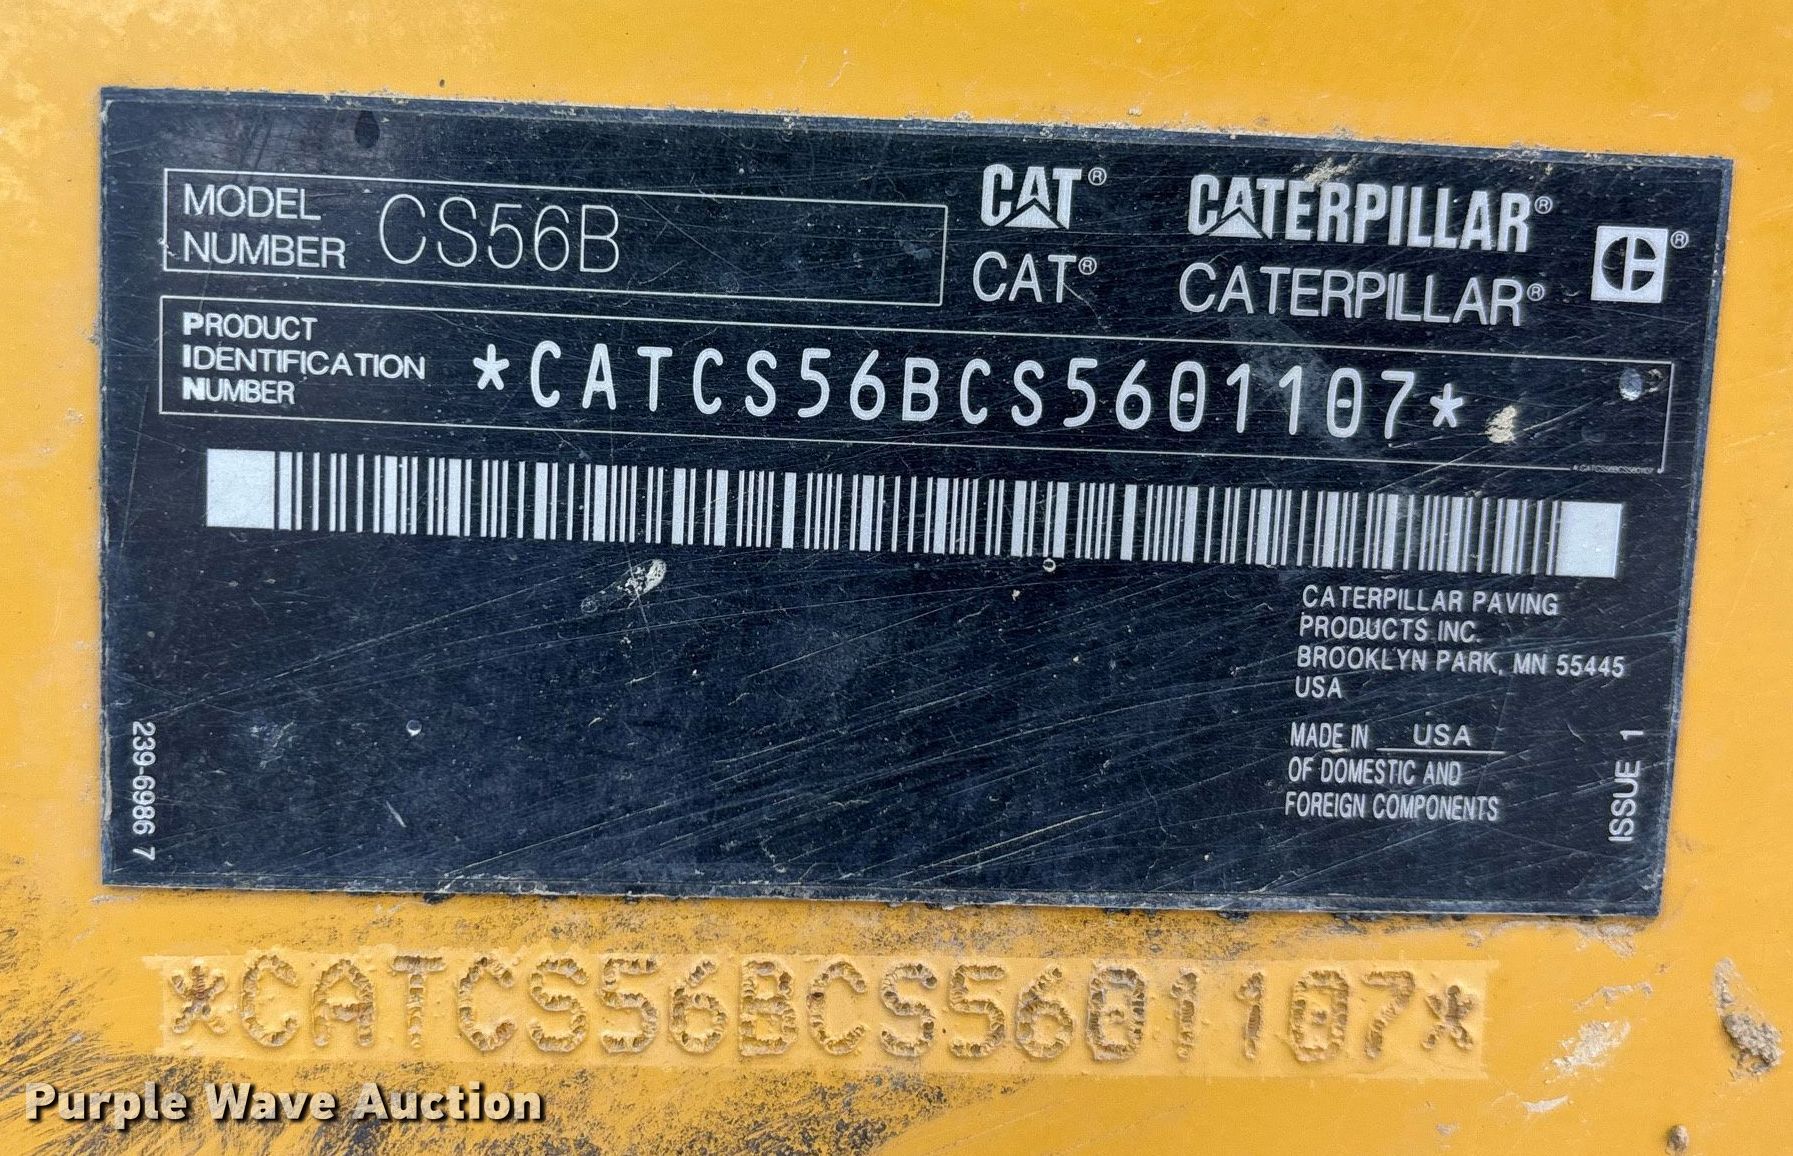 MODEL
NUMBER CS56B
CAT® CATERPILLAR®
CAT® CATERPILLAR®
PRODUCT
IDENTIFICATION
NUMBER
*CATCS56BCS5601107*
*CATCS56BCS5601107*
CATERPILLAR PAVING
PRODUCTS INC.
BROOKLYN PARK, MN 55445
USA
MADE IN USA
OF DOMESTIC AND
FOREIGN COMPONENTS
239-6986 7
ISSUE 1
*CATCS56BCS5601107*
Purple Wave Auction